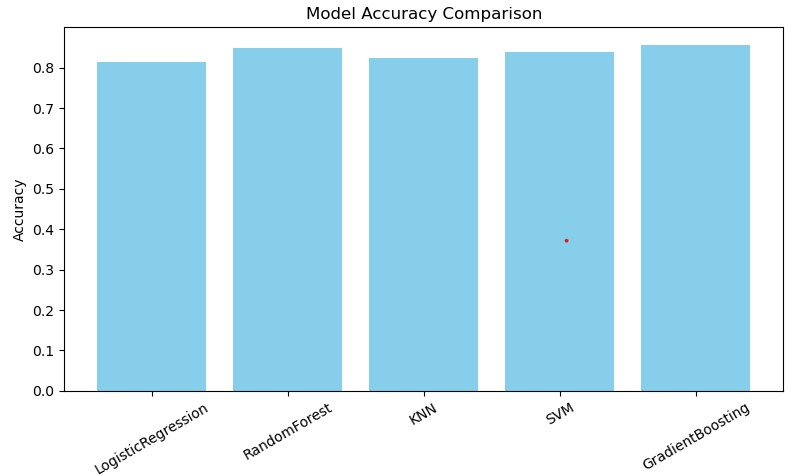 Model Accuracy Comparison
Accuracy
0.8
0.7
0.6
0.5
0.4
0.3
0.2
0.1
0.0
LogisticRegression
RandomForest
KNN
SVM
GradientBoosting